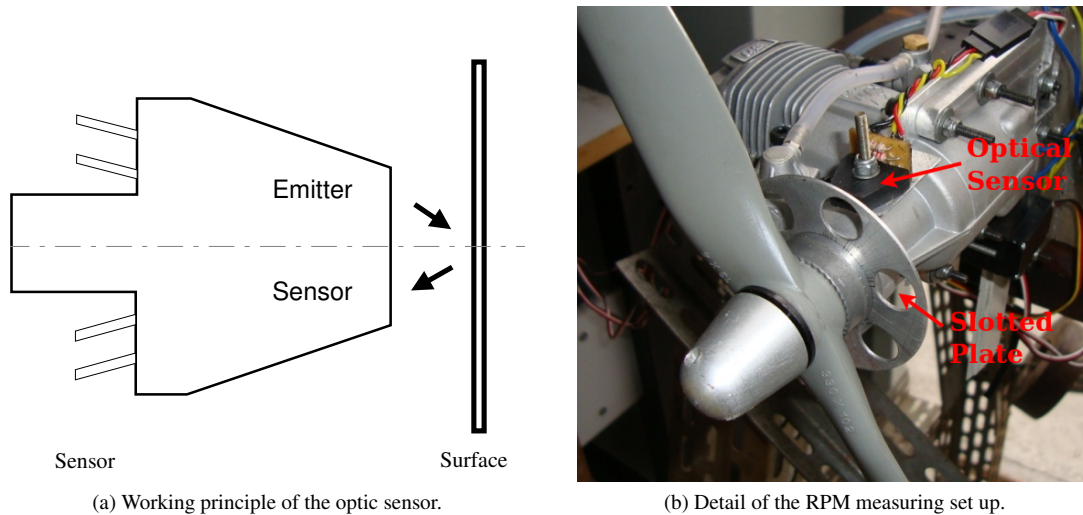 Emitter
Sensor
Sensor
Surface
(a) Working principle of the optic sensor.
Optical
Sensor
Slotted
Plate
(b) Detail of the RPM measuring set up.